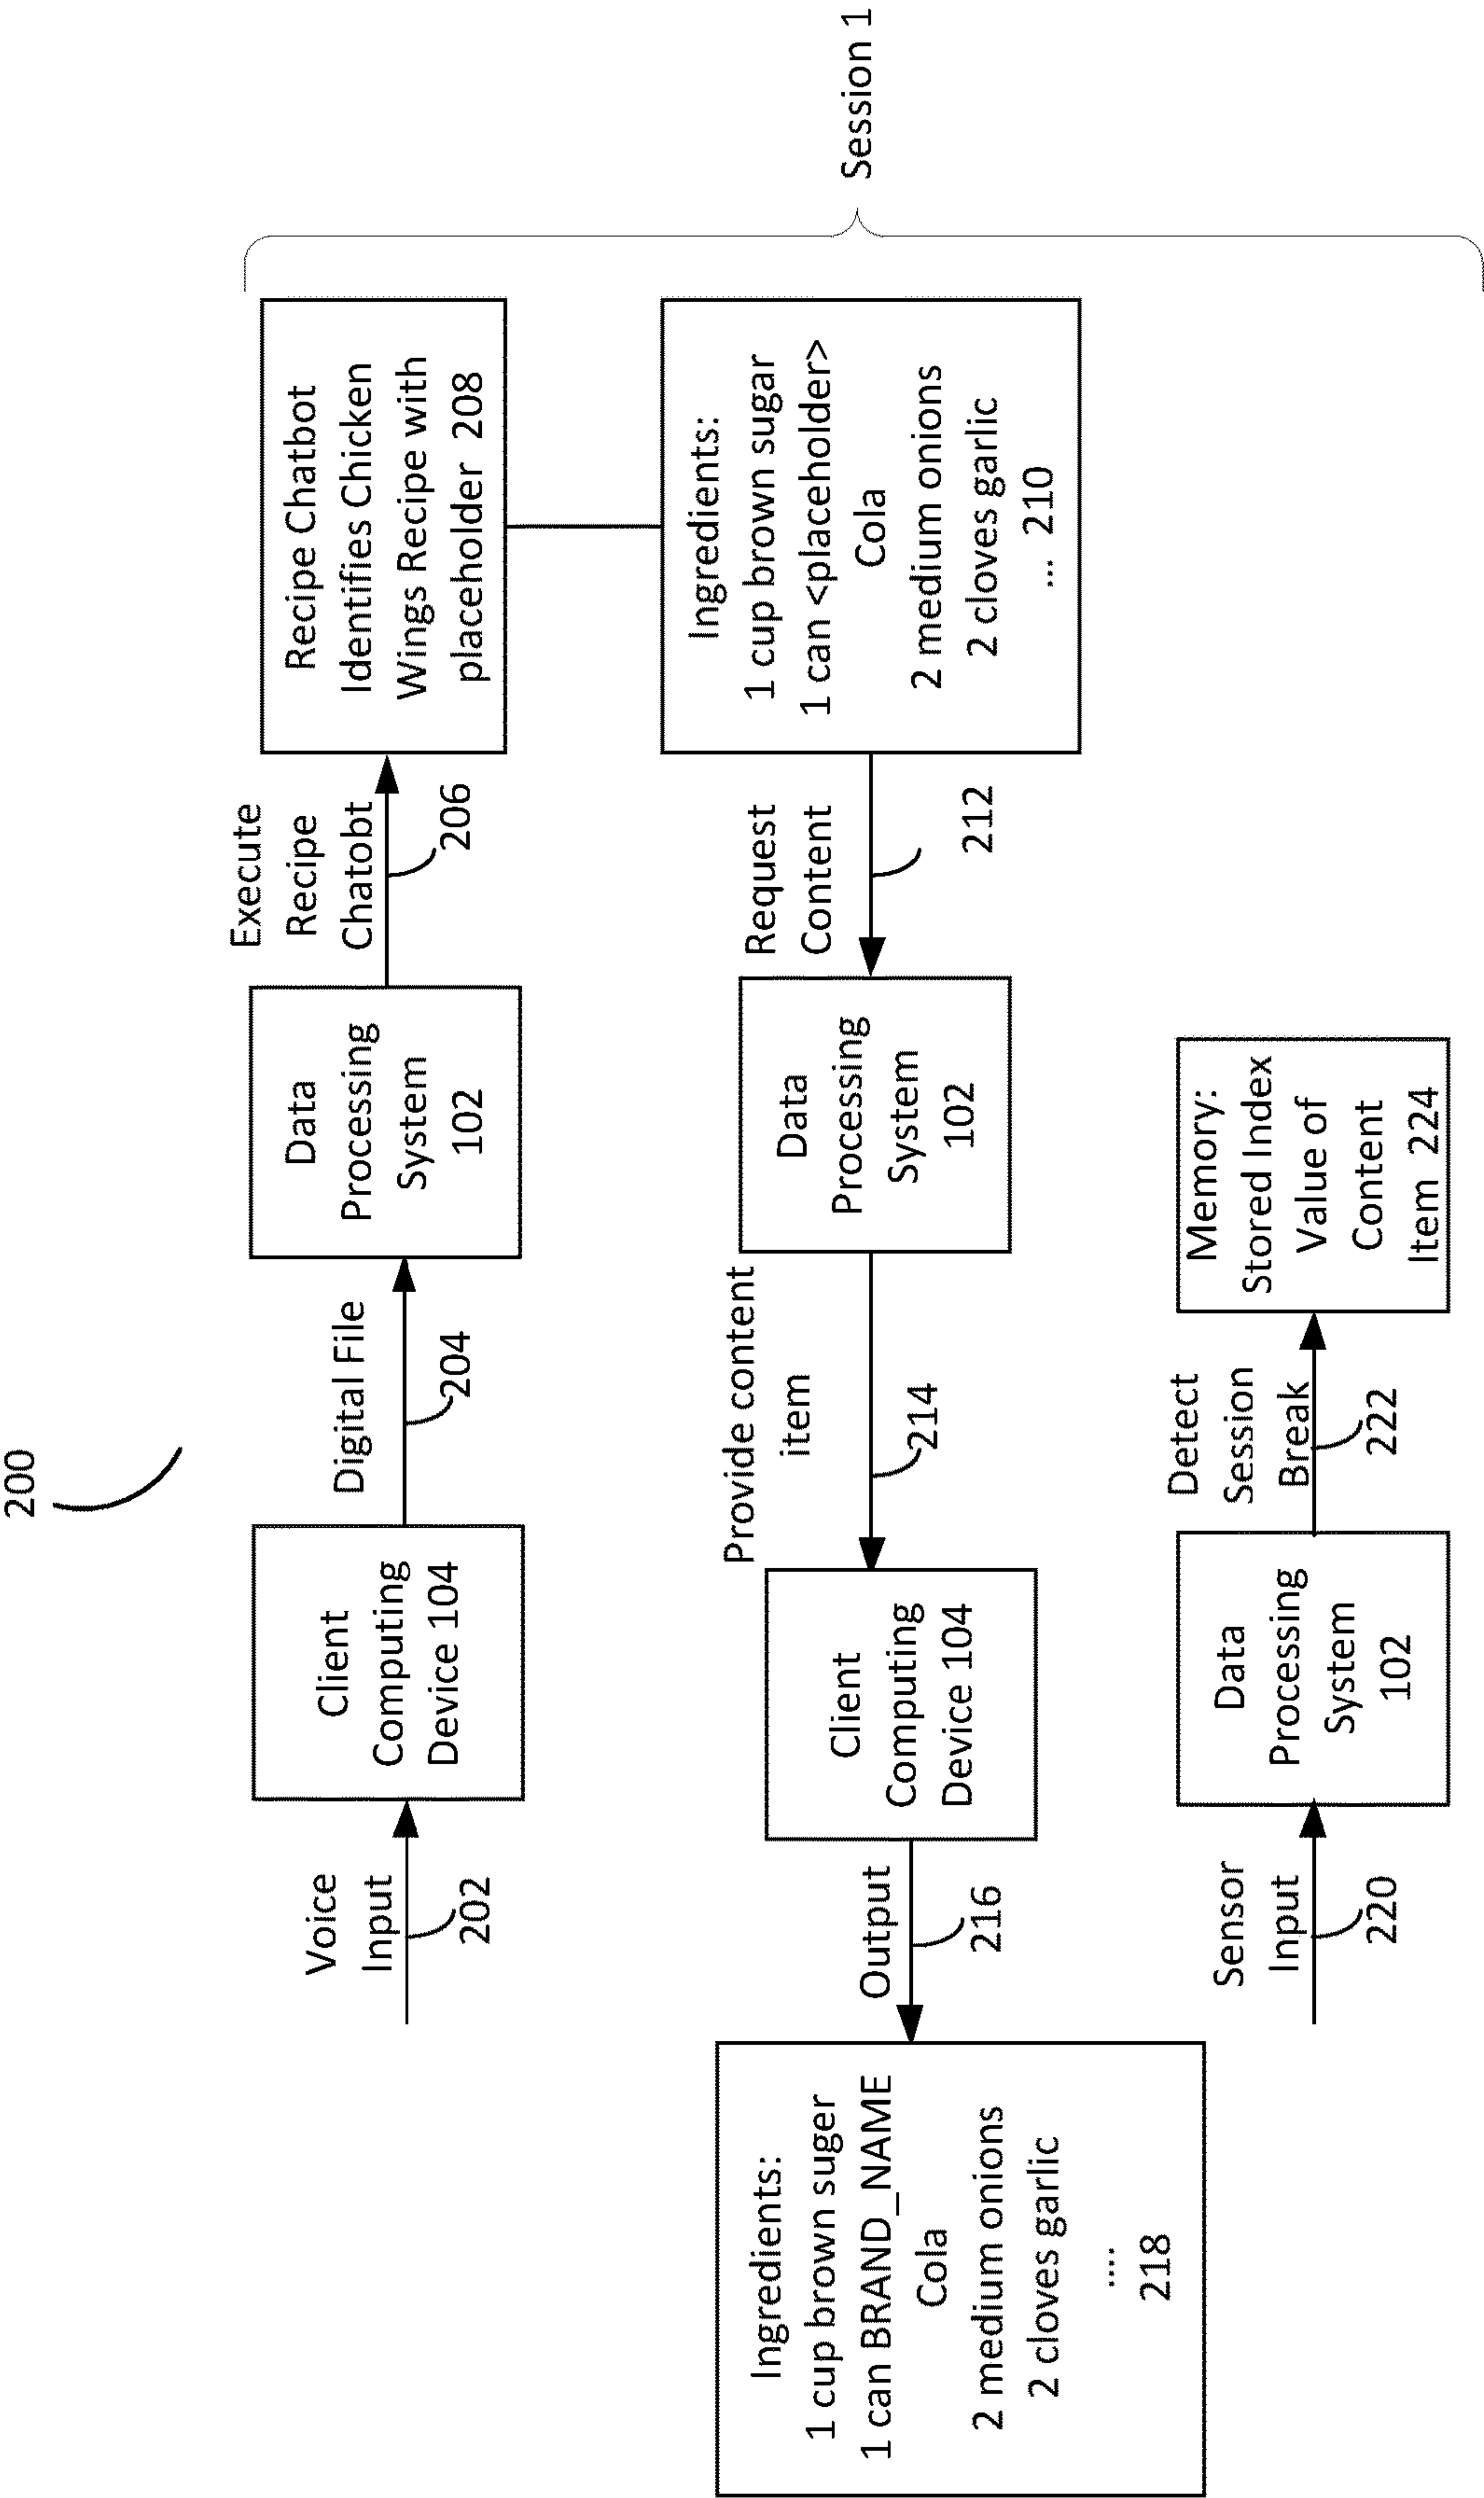 200
Voice
Input
202
Client
Computing
Device 104
Digital File
204
Data
Processing
System
102
Execute
Recipe
Chatobt
206
Recipe Chatbot
Identifies Chicken
Wings Recipe with
placeholder 208
Ingredients:
1 cup brown sugar
1 can <placeholder>
Cola
2 medium onions
2 cloves garlic
... 210
Request
Content
212
Data
Processing
System
102
Provide content
item
214
Client
Computing
Device 104
Output
216
Ingredients:
1 cup brown suger
1 can BRAND_NAME
Cola
2 medium onions
2 cloves garlic
....
218
Sensor
Input
220
Data
Processing
System
102
Detect
Session
Break
222
Memory:
Stored Index
Value of
Content
Item 224
Session 1